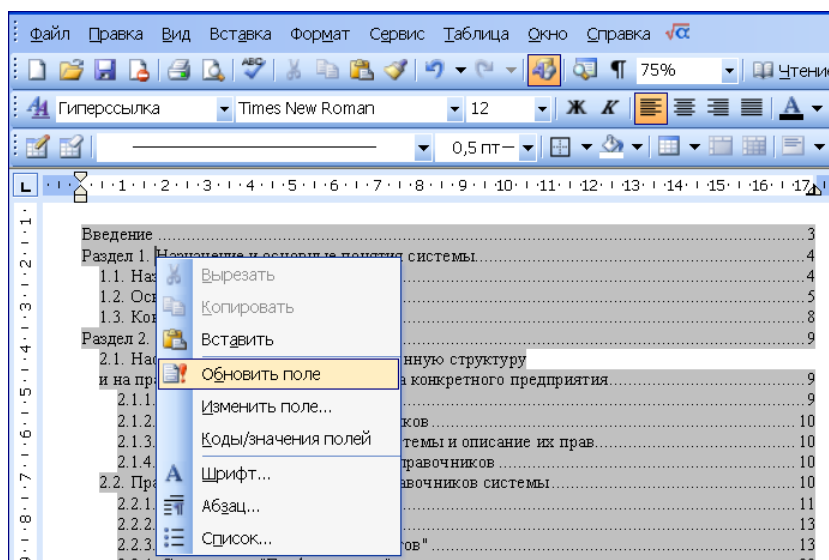 Файл Правка Вид Вставка Формат Сервис Таблица Окно Справка √α
ABC 75% Чтение
Гиперссылка Times New Roman 12 Ж К А
0,5 пт
1 2 3 4 5 6 7 8 9 10 11 12 13 14 15 16 17
Введение 3
Раздел 1. Назначение и основные понятия системы 4
1.1. Наз 4
1.2. Осн 5
1.3. Кон 8
Раздел 2. 9
2.1. Нас нную структуру
и на пра а конкретного предприятия 9
2.1.1. 9
2.1.2. ков 10
2.1.3. темы и описание их прав 10
2.1.4. правочников 10
2.2. Пра авочников системы 10
2.2.1. 11
2.2.2. 13
2.2.3. ов" 13
Вырезать
Копировать
Вставить
Обновить поле
Изменить поле...
Коды/значения полей
Шрифт...
Абзац...
Список...